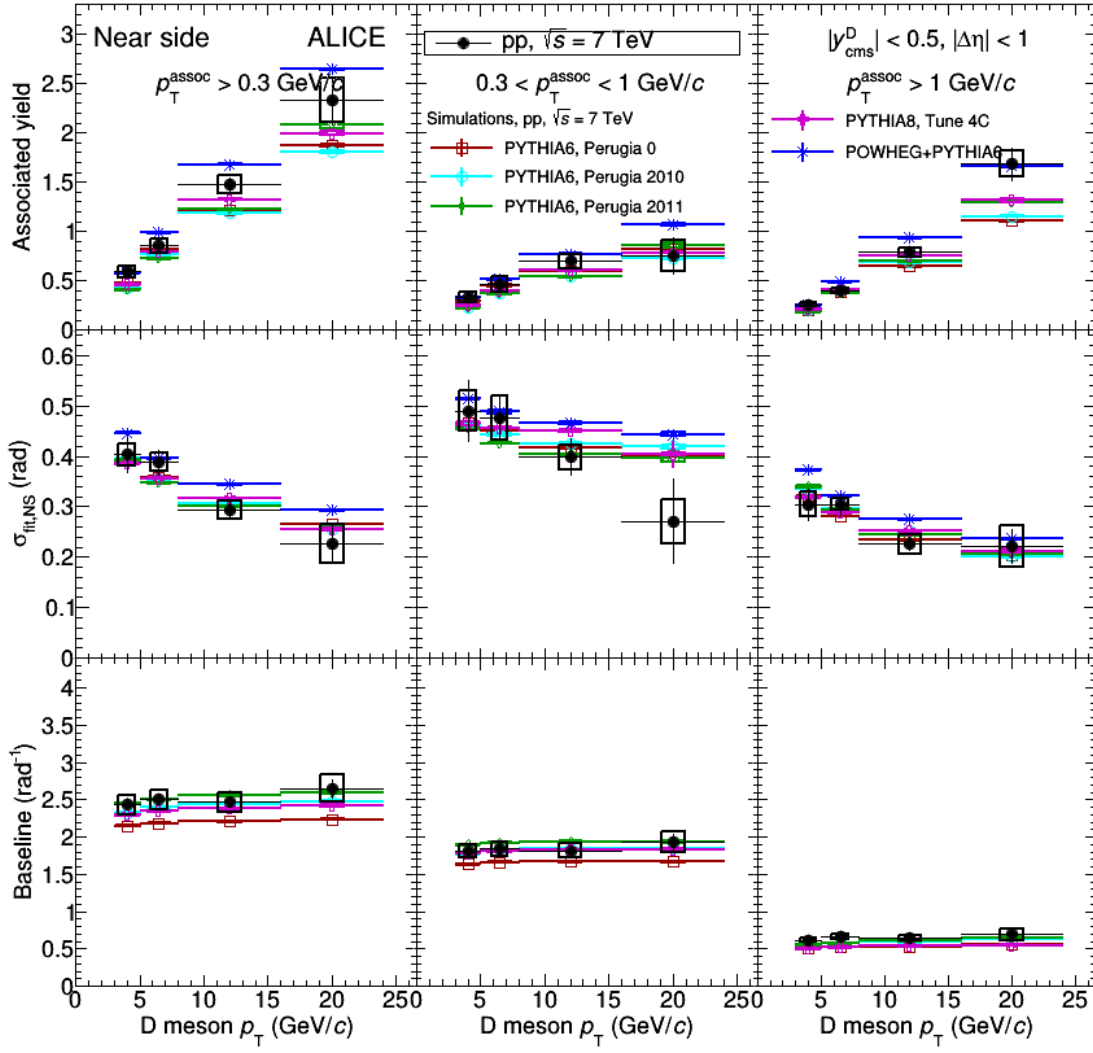 Near side ALICE
p_T^assoc > 0.3 GeV/c
pp, √s = 7 TeV
0.3 < p_T^assoc < 1 GeV/c
|y_cms^D| < 0.5, |Δη| < 1
p_T^assoc > 1 GeV/c
Simulations, pp, √s = 7 TeV
PYTHIA6, Perugia 0
PYTHIA6, Perugia 2010
PYTHIA6, Perugia 2011
PYTHIA8, Tune 4C
POWHEG+PYTHIA6
Associated yield
3
2.5
2
1.5
1
0.5
0
σ_fit,NS (rad)
0.6
0.5
0.4
0.3
0.2
0.1
0
Baseline (rad⁻¹)
4
3.5
3
2.5
2
1.5
1
0.5
0
0 5 10 15 20 25 0 5 10 15 20 25 0 5 10 15 20 25
D meson p_T (GeV/c) D meson p_T (GeV/c) D meson p_T (GeV/c)